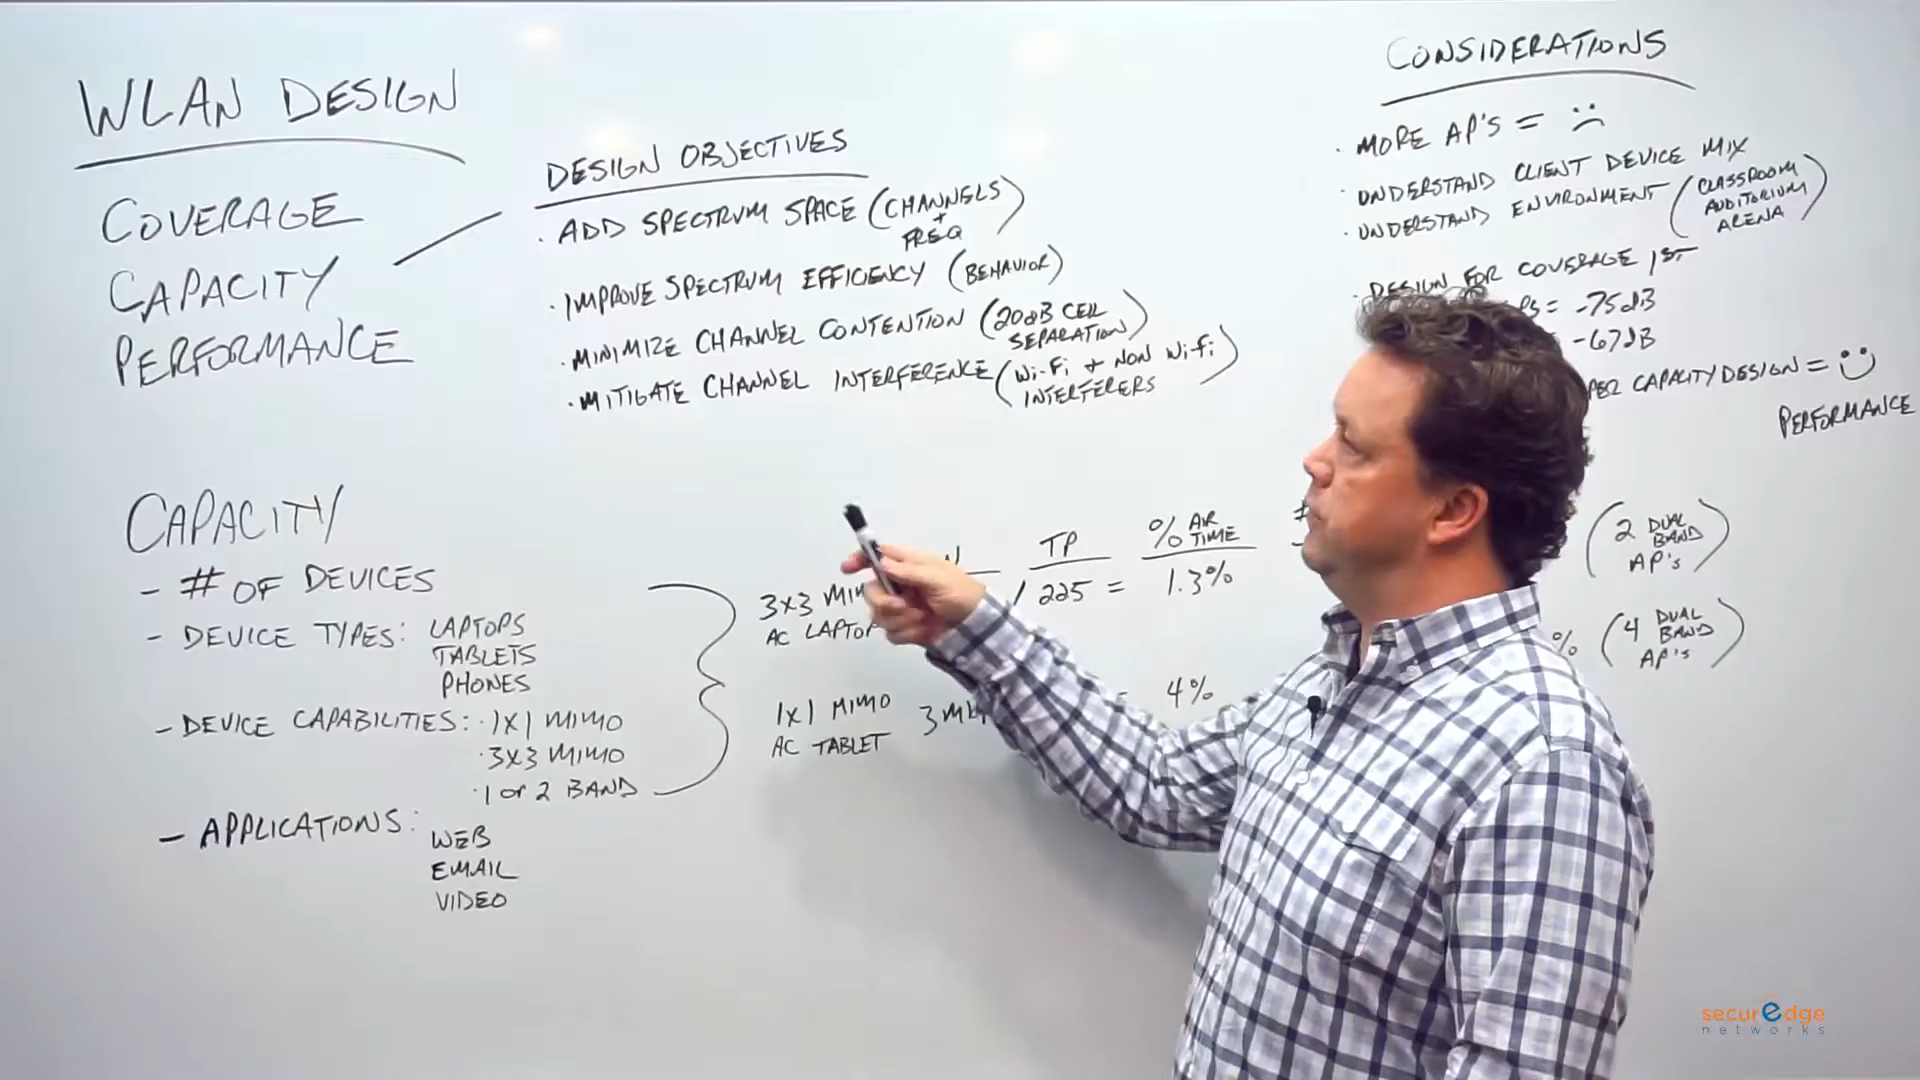 WLAN DESIGN
COVERAGE
CAPACITY
PERFORMANCE
DESIGN OBJECTIVES
· ADD SPECTRUM SPACE (CHANNELS + FREQ)
· IMPROVE SPECTRUM EFFICIENCY (BEHAVIOR)
· MINIMIZE CHANNEL CONTENTION (20dB CELL SEPARATION)
· MITIGATE CHANNEL INTERFERENCE (Wi-Fi + NON Wi-Fi INTERFERERS)
CONSIDERATIONS
· MORE AP'S =
· UNDERSTAND CLIENT DEVICE MIX
· UNDERSTAND ENVIRONMENT (CLASSROOM AUDITORIUM ARENA)
· DESIGN FOR COVERAGE 1ST
= -75dB
-67dB
CAPACITY DESIGN =
PERFORMANCE
CAPACITY
- # OF DEVICES
- DEVICE TYPES: LAPTOPS
TABLETS
PHONES
- DEVICE CAPABILITIES: · 1X1 MIMO
· 3X3 MIMO
· 1 or 2 BAND
- APPLICATIONS: WEB
EMAIL
VIDEO
TP
% AIR TIME
3X3
AC
/ 225 = 1.3%
(2 DUAL BAND AP'S)
1X1 MIMO
AC TABLET
3
= 4%
% (4 DUAL BAND AP'S)
securEdge
networks